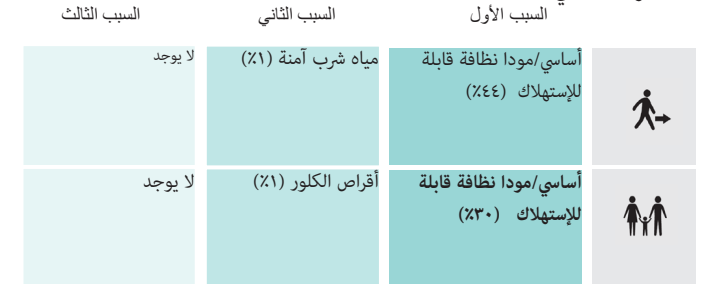 السبب الأول
السبب الثاني
السبب الثالث
أساسي/مودا نظافة قابلة
للإستهلاك (٤٤٪)
مياه شرب آمنة (١٪)
لا يوجد
أساسي/مودا نظافة قابلة
للإستهلاك (٣٠٪)
أقراص الكلور (١٪)
لا يوجد